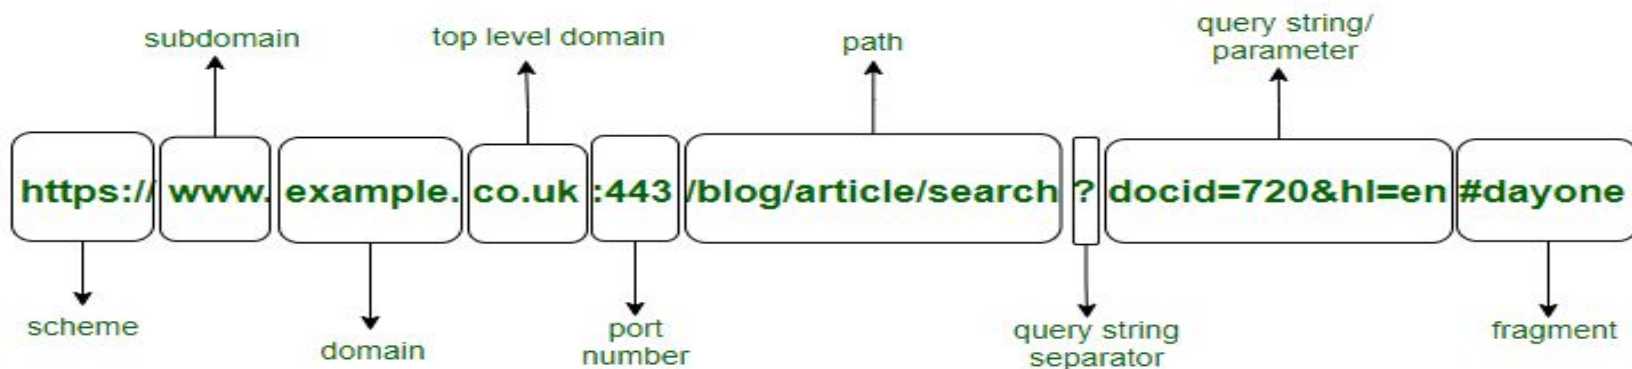 subdomain
top level domain
path
query string/
parameter
https:// www. example. co.uk :443 /blog/article/search ? docid=720&hl=en #dayone
scheme
domain
port
number
query string
separator
fragment